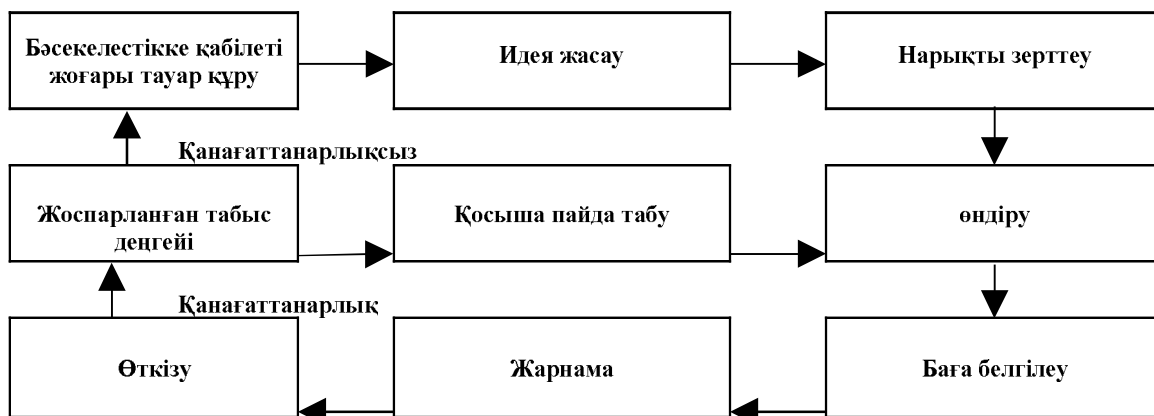 Бәсекелестікке қабілеті
жоғары тауар құру
Идея жасау
Нарықты зерттеу
Қанағаттанарлықсыз
Жоспарланған табыс
деңгейі
Қосыша пайда табу
өндіру
Қанағаттанарлық
Өткізу
Жарнама
Баға белгілеу